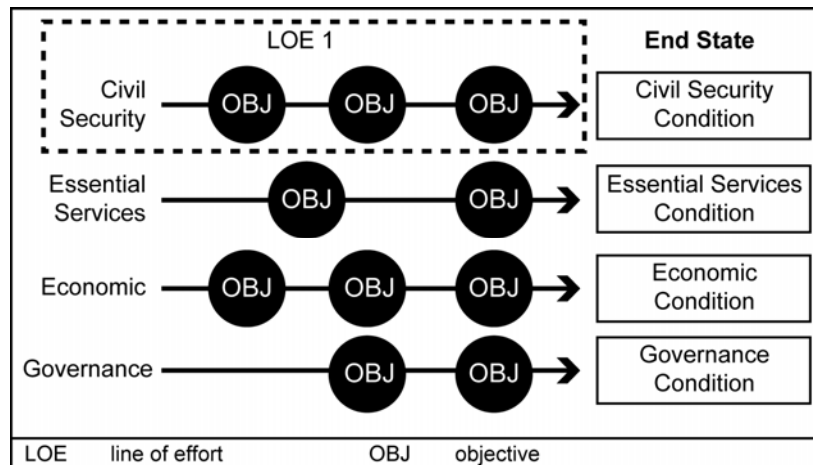 LOE 1
End State
Civil
Security
OBJ
OBJ
OBJ
Civil Security
Condition
Essential
Services
OBJ
OBJ
Essential Services
Condition
Economic
OBJ
OBJ
OBJ
Economic
Condition
Governance
OBJ
OBJ
Governance
Condition
LOE line of effort OBJ objective